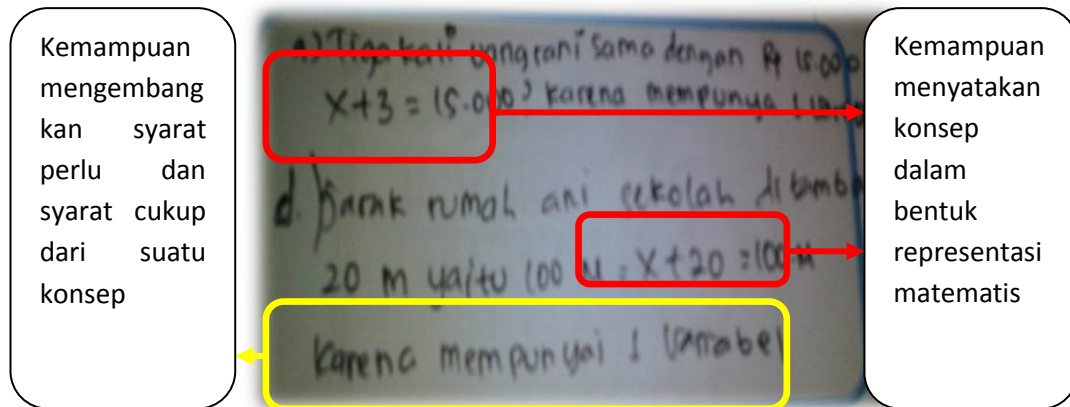 Kemampuan
mengembang
kan syarat
perlu dan
syarat cukup
dari suatu
konsep
a) Tiga kali uang rani sama dengan Rp 15.000
X+3 = 15.000, karena mempunya
d. Jarak rumah ani sekolah ditamb
20 m yaitu 100 M = X+20 = 100 M
Karena mempunyai 1 Variabel
Kemampuan
menyatakan
konsep
dalam
bentuk
representasi
matematis